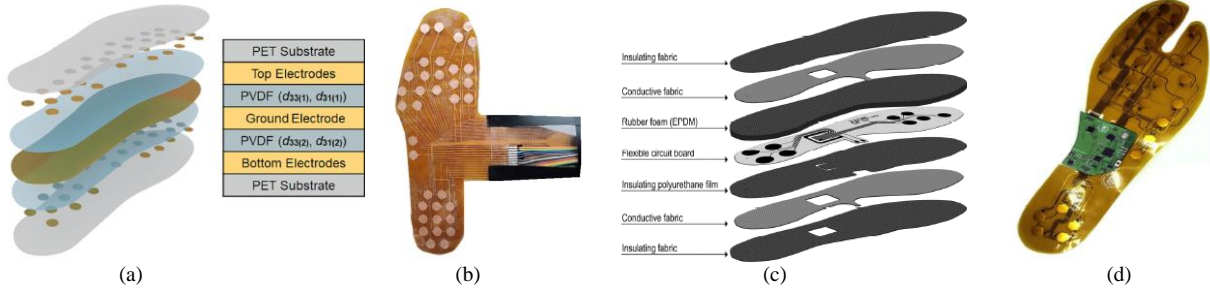 PET Substrate
Top Electrodes
PVDF (d33(1), d31(1))
Ground Electrode
PVDF (d33(2), d31(2))
Bottom Electrodes
PET Substrate
Insulating fabric
Conductive fabric
Rubber foam (EPDM)
Flexible circuit board
Insulating polyurethane film
Conductive fabric
Insulating fabric
(a)
(b)
(c)
(d)